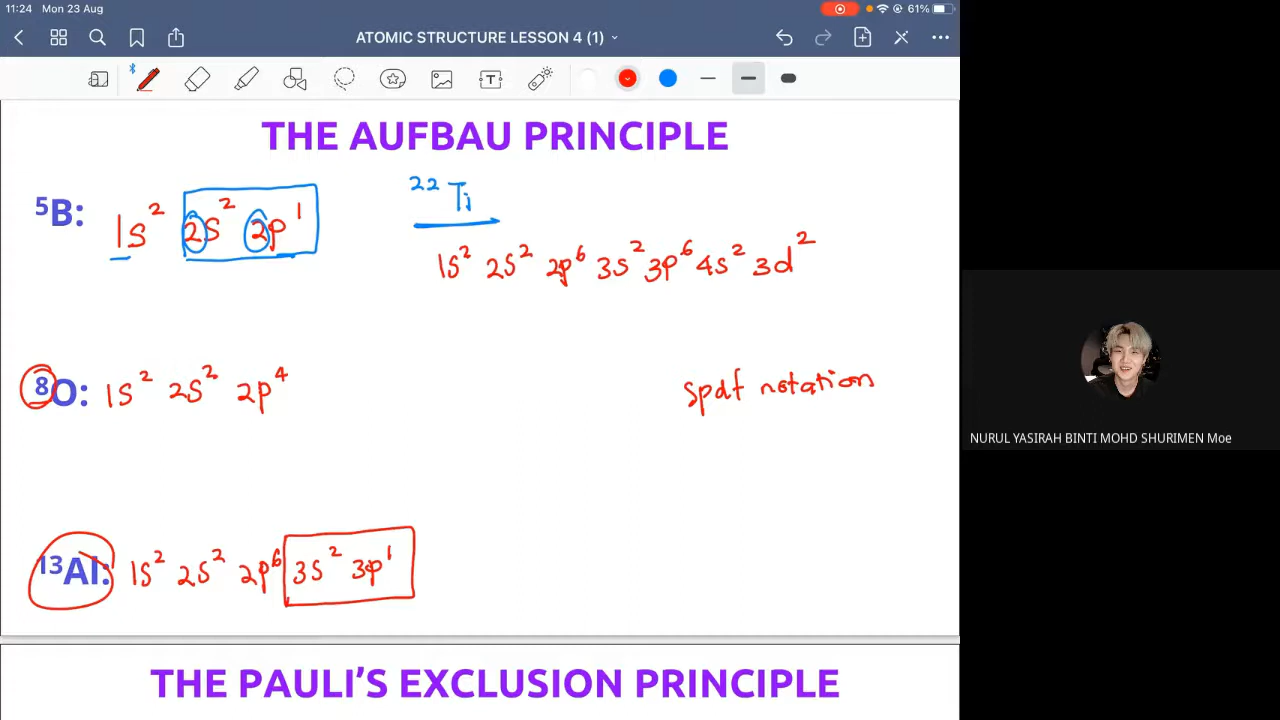 11:24 Mon 23 Aug
61%
ATOMIC STRUCTURE LESSON 4 (1)
THE AUFBAU PRINCIPLE
⁵B: 1s² 2s² 2p¹
²² Ti
1s² 2s² 2p⁶ 3s² 3p⁶ 4s² 3d²
⁸O: 1s² 2s² 2p⁴
spdf notation
¹³Al: 1s² 2s² 2p⁶ 3s² 3p¹
THE PAULI’S EXCLUSION PRINCIPLE
NURUL YASIRAH BINTI MOHD SHURIMEN Moe